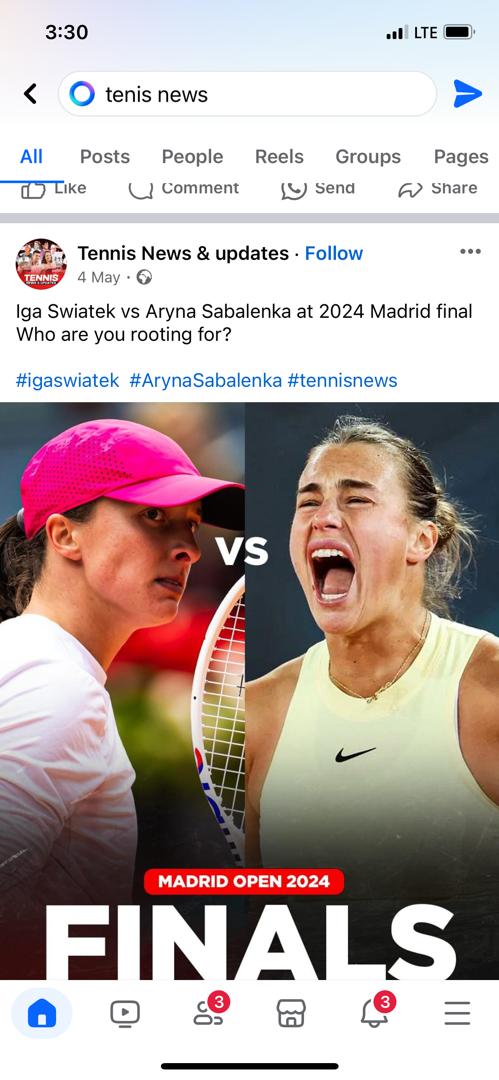 3:30
LTE
tenis news
All Posts People Reels Groups Pages
Like Comment Send Share
TENNIS
Tennis News & updates · Follow
4 May ·
Iga Swiatek vs Aryna Sabalenka at 2024 Madrid final
Who are you rooting for?
#igaswiatek #ArynaSabalenka #tennisnews
VS
MADRID OPEN 2024
FINALS
3
3